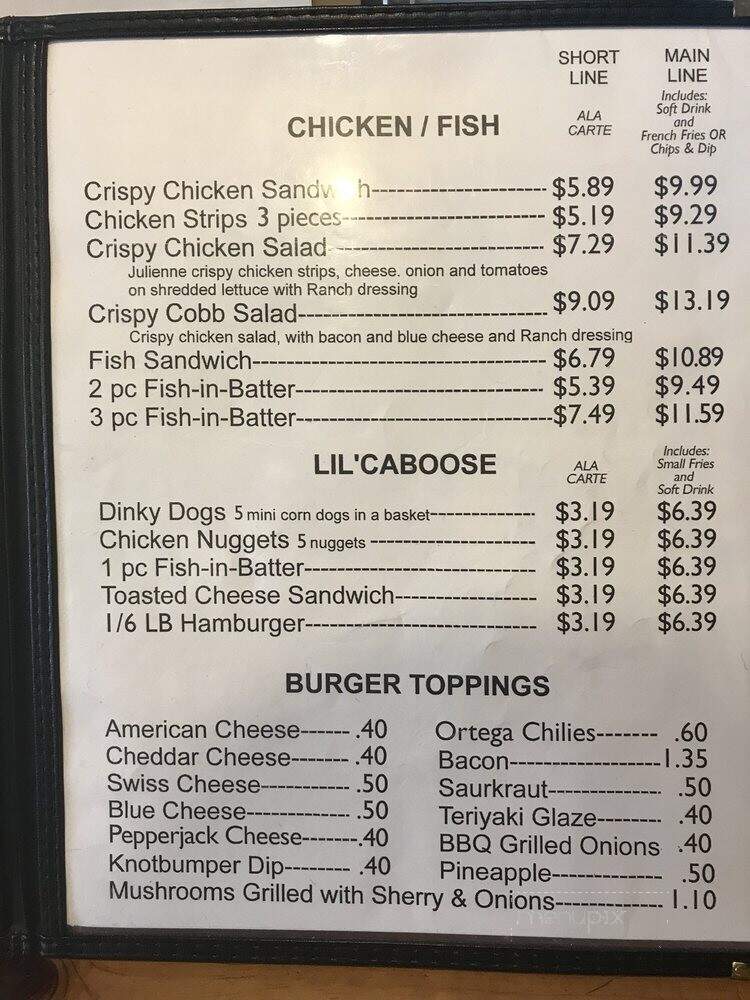 SHORT LINE MAIN LINE
ALA CARTE Includes: Soft Drink and French Fries OR Chips & Dip
CHICKEN / FISH
Crispy Chicken Sandw h--------------------- $5.89 $9.99
Chicken Strips 3 pieces------------------------- $5.19 $9.29
Crispy Chicken Salad-------------------------- $7.29 $11.39
Julienne crispy chicken strips, cheese. onion and tomatoes
on shredded lettuce with Ranch dressing
Crispy Cobb Salad------------------------------ $9.09 $13.19
Crispy chicken salad, with bacon and blue cheese and Ranch dressing
Fish Sandwich----------------------------------- $6.79 $10.89
2 pc Fish-in-Batter------------------------------ $5.39 $9.49
3 pc Fish-in-Batter-------------------------------$7.49 $11.59
LIL'CABOOSE
ALA CARTE Includes: Small Fries and Soft Drink
Dinky Dogs 5 mini corn dogs in a basket------------- $3.19 $6.39
Chicken Nuggets 5 nuggets -------------------- $3.19 $6.39
1 pc Fish-in-Batter---------------------------- $3.19 $6.39
Toasted Cheese Sandwich----------------- $3.19 $6.39
1/6 LB Hamburger---------------------------- $3.19 $6.39
BURGER TOPPINGS
American Cheese------ .40 Ortega Chilies------- .60
Cheddar Cheese------- .40 Bacon------------------1.35
Swiss Cheese----------- .50 Saurkraut-------------- .50
Blue Cheese------------- .50 Teriyaki Glaze-------- .40
Pepperjack Cheese-------.40 BBQ Grilled Onions .40
Knotbumper Dip-------- .40 Pineapple------------- .50
Mushrooms Grilled with Sherry & Onions------------- 1.10
menupix